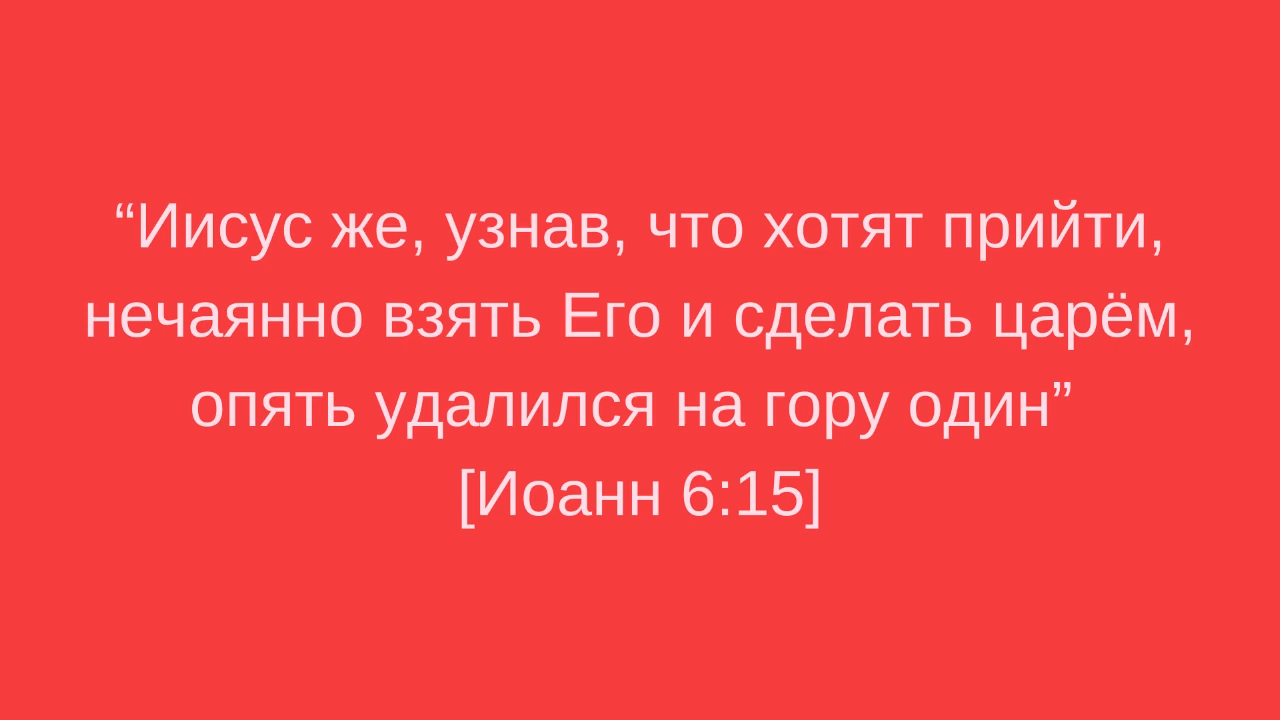 “Иисус же, узнав, что хотят прийти,
нечаянно взять Его и сделать царём,
опять удалился на гору один”
[Иоанн 6:15]